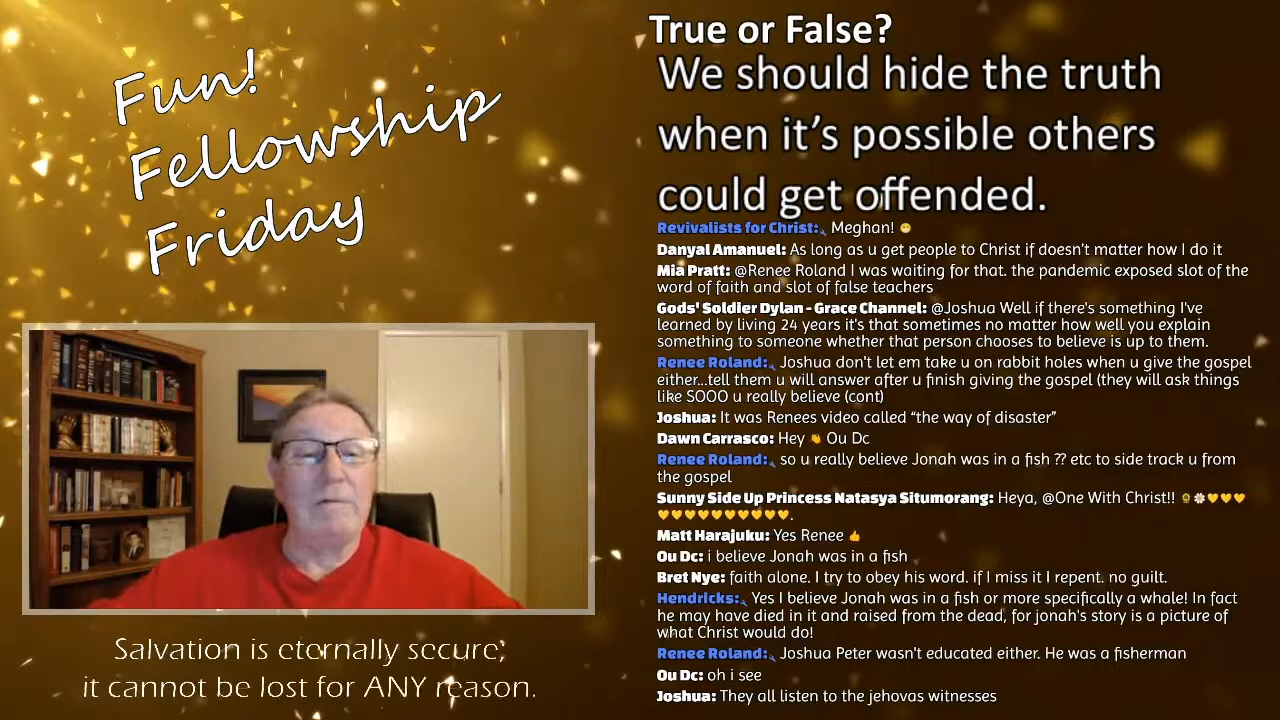 Fun!
Fellowship
Friday
Salvation is eternally secure;
it cannot be lost for ANY reason.
True or False?
We should hide the truth
when it’s possible others
could get offended.
Revivalists for Christ: Meghan! 😬
Danyal Amanuel: As long as u get people to Christ if doesn't matter how I do it
Mia Pratt: @Renee Roland I was waiting for that. the pandemic exposed slot of the
word of faith and slot of false teachers
Gods' Soldier Dylan - Grace Channel: @Joshua Well if there's something I've
learned by living 24 years it's that sometimes no matter how well you explain
something to someone whether that person chooses to believe is up to them.
Renee Roland: Joshua don't let em take u on rabbit holes when u give the gospel
either...tell them u will answer after u finish giving the gospel (they will ask things
like SOOO u really believe (cont)
Joshua: It was Renees video called “the way of disaster”
Dawn Carrasco: Hey 👋 Ou Dc
Renee Roland: so u really believe Jonah was in a fish ?? etc to side track u from
the gospel
Sunny Side Up Princess Natasya Situmorang: Heya, @One With Christ!! 🌻🌼💛💛💛
💛💛💛💛💛💛💛💛💛💛💛.
Matt Harajuku: Yes Renee 👍
Ou Dc: i believe Jonah was in a fish
Bret Nye: faith alone. I try to obey his word. if I miss it I repent. no guilt.
Hendricks: Yes I believe Jonah was in a fish or more specifically a whale! In fact
he may have died in it and raised from the dead, for jonah's story is a picture of
what Christ would do!
Renee Roland: Joshua Peter wasn't educated either. He was a fisherman
Ou Dc: oh i see
Joshua: They all listen to the jehovas witnesses